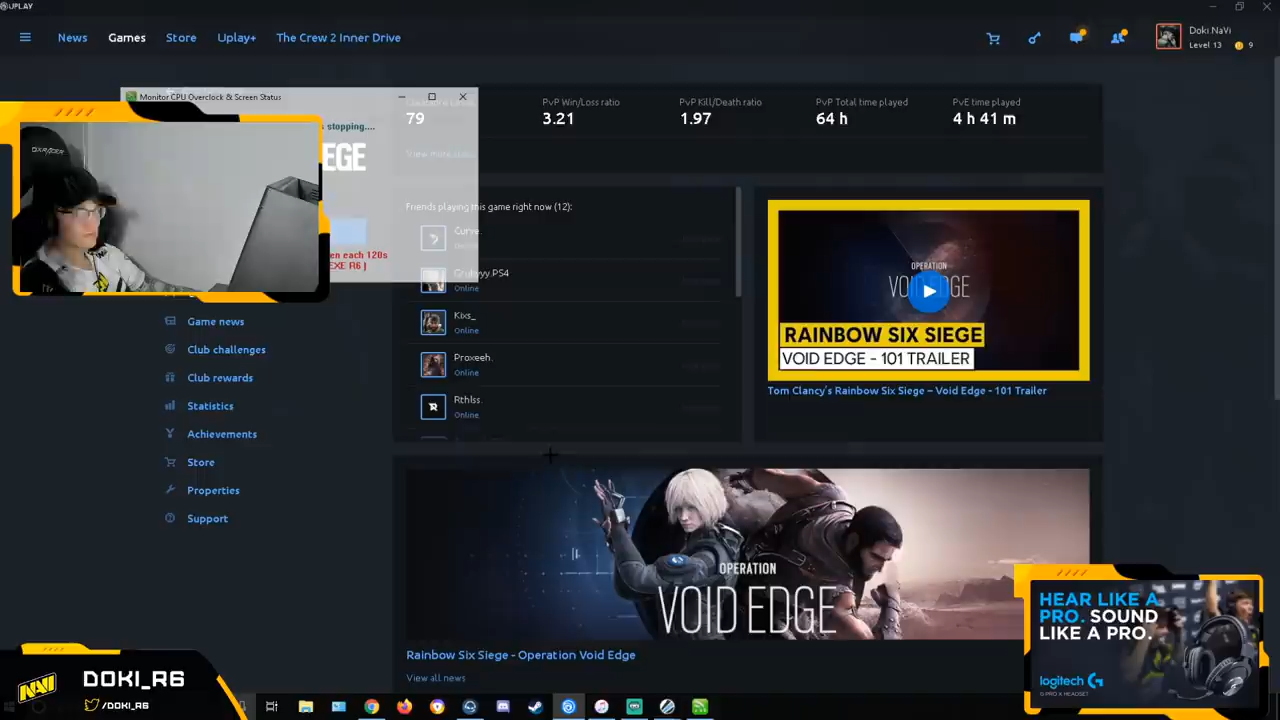 UPLAY
News
Games
Store
Uplay+
The Crew 2 Inner Drive
Doki.NaVi
Level 13
9
Monitor CPU Overclock & Screen Status
stopping....
79
PvP Win/Loss ratio
3.21
PvP Kill/Death ratio
1.97
PvP Total time played
64 h
PvE time played
4 h 41 m
EGE
en each 120s
EXE R6 ]
DXRACER
Friends playing this game right now (12):
Curve.
Gruhvyy.PS4
Online
Kixs_
Online
Proxeeh.
Online
Rthlss.
Online
OPERATION
VOID EDGE
RAINBOW SIX SIEGE
VOID EDGE - 101 TRAILER
Tom Clancy's Rainbow Six Siege – Void Edge - 101 Trailer
Game news
Club challenges
Club rewards
Statistics
Achievements
Store
Properties
Support
OPERATION
VOID EDGE
Rainbow Six Siege - Operation Void Edge
View all news
NAVI
DOKI_R6
/DOKI_R6
HEAR LIKE A
PRO. SOUND
LIKE A PRO.
logitech G
PRO X HEADSET